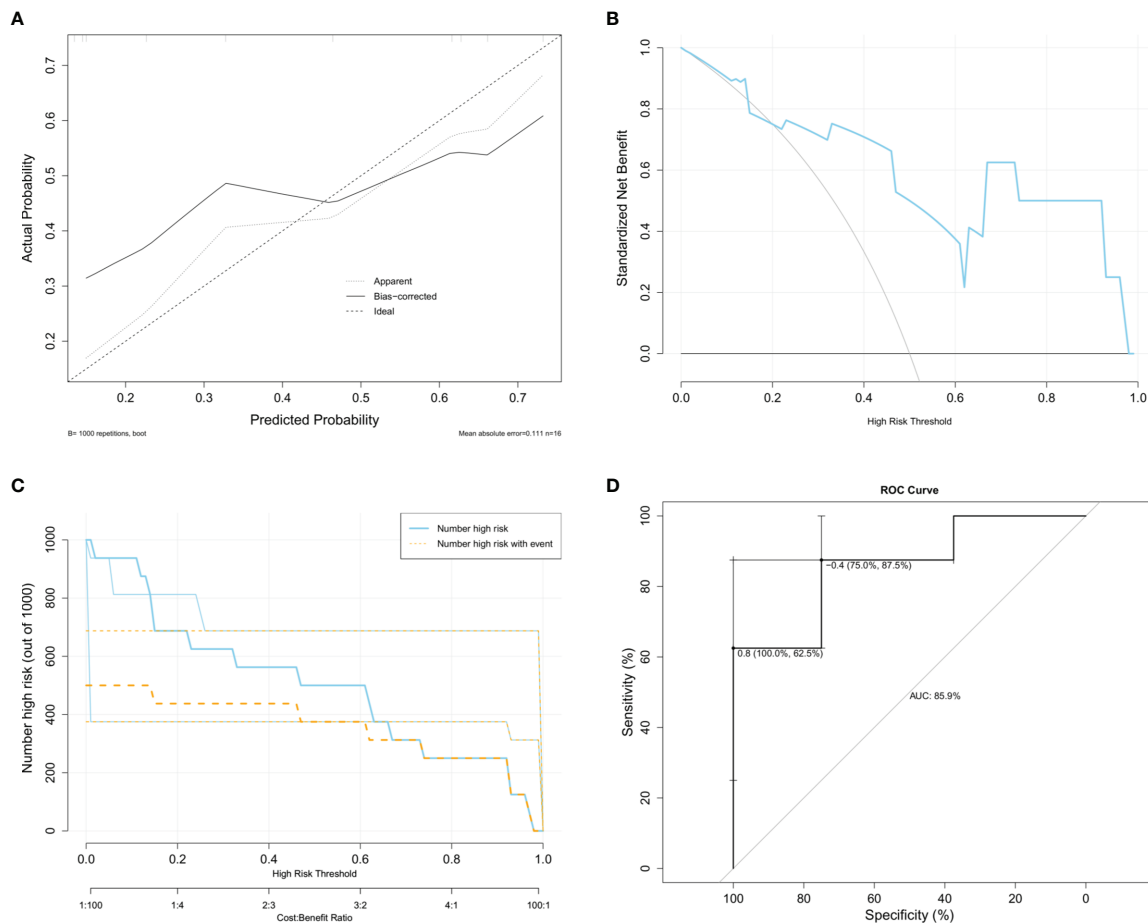 A
Actual Probability
0.7
0.6
0.5
0.4
0.3
0.2
Apparent
Bias−corrected
Ideal
0.2 0.3 0.4 0.5 0.6 0.7
Predicted Probability
B= 1000 repetitions, boot
Mean absolute error=0.111 n=16
B
Standardized Net Benefit
1.0
0.8
0.6
0.4
0.2
0.0
0.0 0.2 0.4 0.6 0.8 1.0
High Risk Threshold
C
Number high risk (out of 1000)
1000
800
600
400
200
0
Number high risk
Number high risk with event
0.0 0.2 0.4 0.6 0.8 1.0
High Risk Threshold
1:100 1:4 2:3 3:2 4:1 100:1
Cost:Benefit Ratio
D
ROC Curve
Sensitivity (%)
100
80
60
40
20
0
−0.4 (75.0%, 87.5%)
0.8 (100.0%, 62.5%)
AUC: 85.9%
100 80 60 40 20 0
Specificity (%)